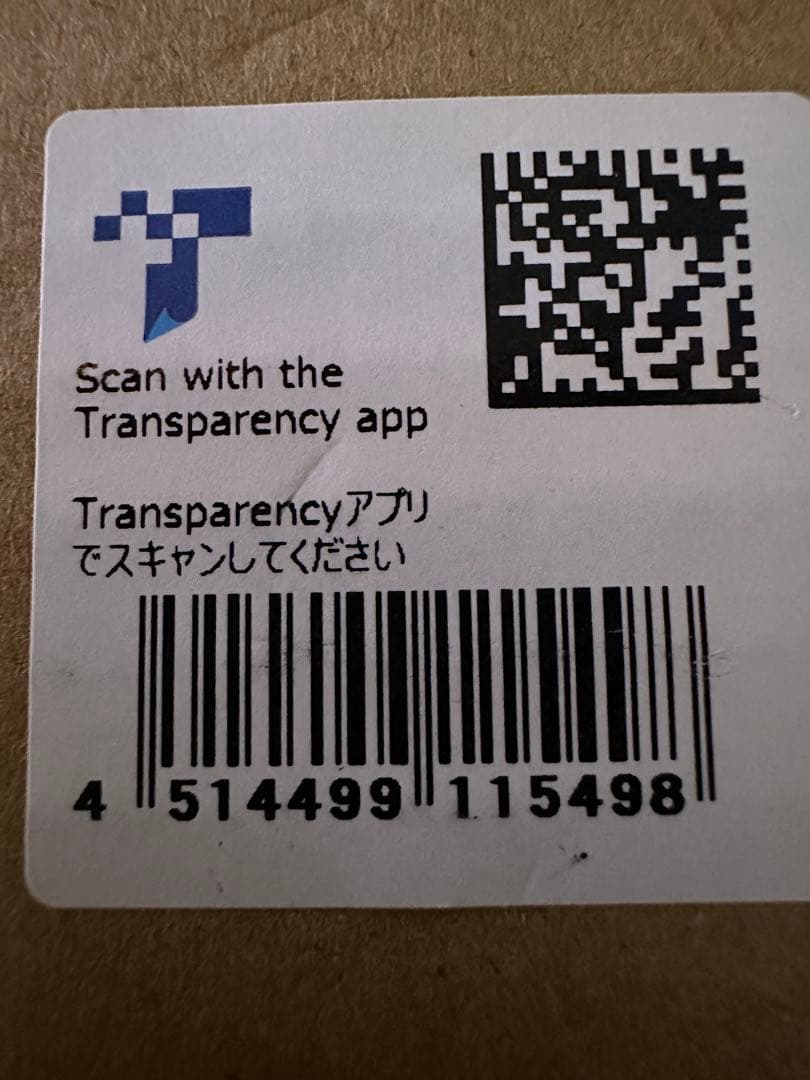 Scan with the
Transparency app
Transparencyアプリ
でスキャンしてください
4 514499 115498